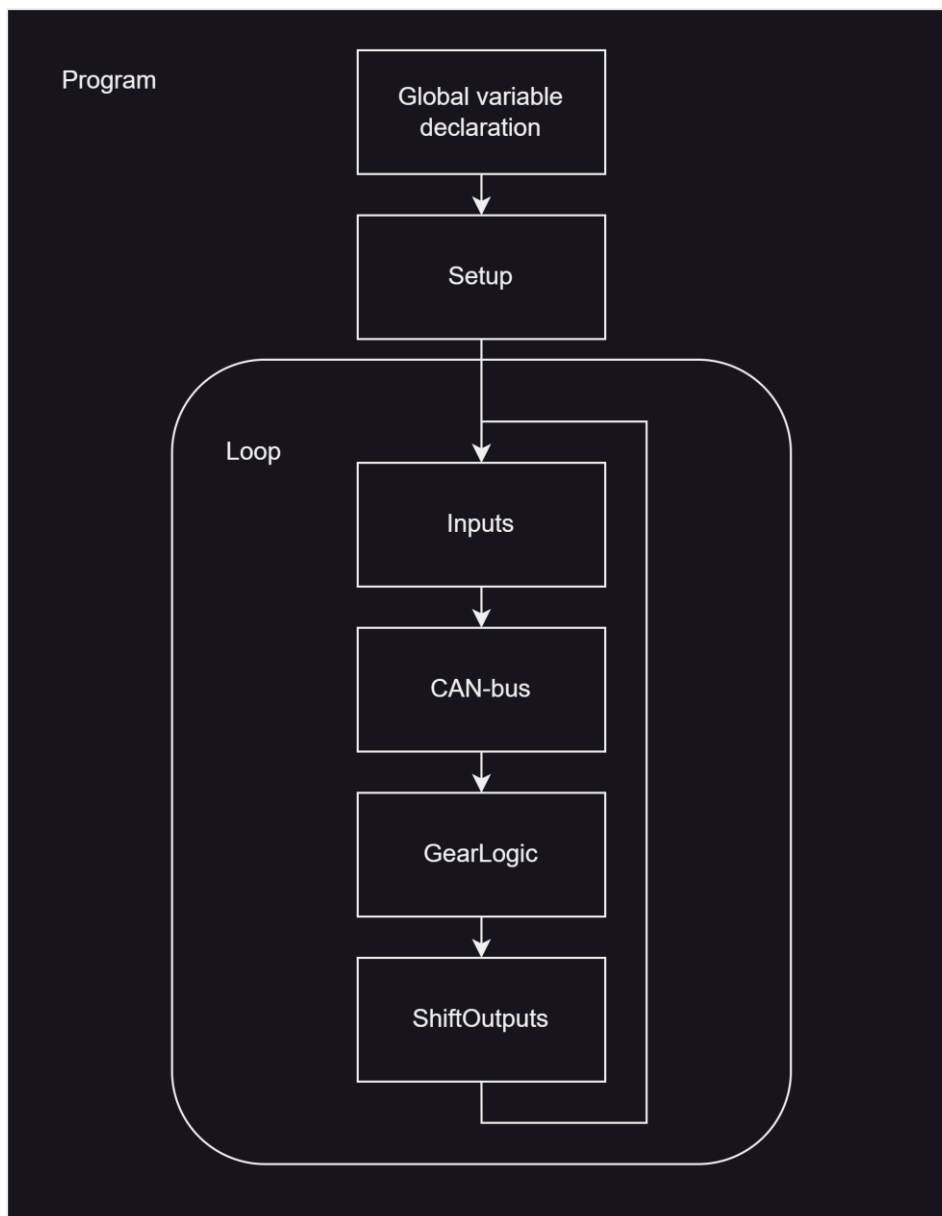 Program
Global variable
declaration
Setup
Loop
Inputs
CAN-bus
GearLogic
ShiftOutputs